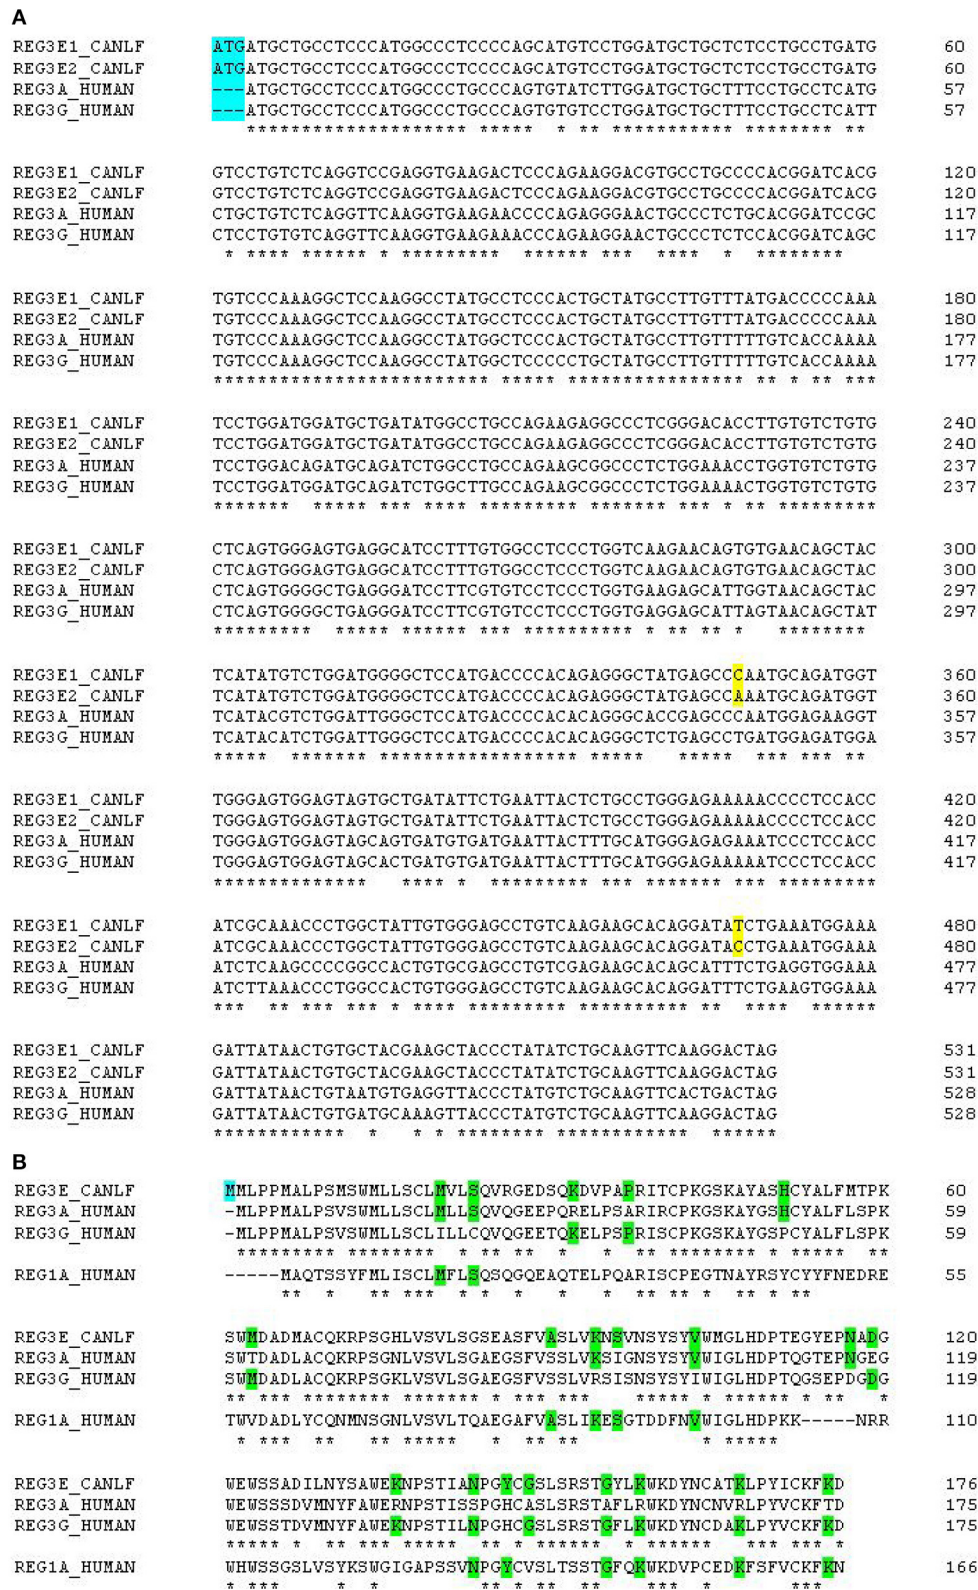 A
REG3E1_CANLF ATGATGCTGCCTCCCATGGCCCTCCCCAGCATGTCCTGGATGCTGCTCTCCTGCCTGATG 60
REG3E2_CANLF ATGATGCTGCCTCCCATGGCCCTCCCCAGCATGTCCTGGATGCTGCTCTCCTGCCTGATG 60
REG3A_HUMAN ---ATGCTGCCTCCCATGGCCCTGCCCAGTGTATCTTGGATGCTGCTTTCCTGCCTCATG 57
REG3G_HUMAN ---ATGCTGCCTCCCATGGCCCTGCCCAGTGTGTCCTGGATGCTGCTTTCCTGCCTCATT 57
******************** ***** * ** *********** ******** **
REG3E1_CANLF GTCCTGTCTCAGGTCCGAGGTGAAGACTCCCAGAAGGACGTGCCTGCCCCACGGATCACG 120
REG3E2_CANLF GTCCTGTCTCAGGTCCGAGGTGAAGACTCCCAGAAGGACGTGCCTGCCCCACGGATCACG 120
REG3A_HUMAN CTGCTGTCTCAGGTTCAAGGTGAAGAACCCCAGAGGGAACTGCCCTCTGCACGGATCCGC 117
REG3G_HUMAN CTCCTGTGTCAGGTTCAAGGTGAAGAAACCCAGAAGGAACTGCCCTCTCCACGGATCAGC 117
* **** ****** * ********* ****** *** **** * ********
REG3E1_CANLF TGTCCCAAAGGCTCCAAGGCCTATGCCTCCCACTGCTATGCCTTGTTTATGACCCCCAAA 180
REG3E2_CANLF TGTCCCAAAGGCTCCAAGGCCTATGCCTCCCACTGCTATGCCTTGTTTATGACCCCCAAA 180
REG3A_HUMAN TGTCCCAAAGGCTCCAAGGCCTATGGCTCCCACTGCTATGCCTTGTTTTTGTCACCAAAA 177
REG3G_HUMAN TGTCCCAAAGGCTCCAAGGCCTATGGCTCCCCCTGCTATGCCTTGTTTTTGTCACCAAAA 177
************************* ***** **************** ** * ** ***
REG3E1_CANLF TCCTGGATGGATGCTGATATGGCCTGCCAGAAGAGGCCCTCGGGACACCTTGTGTCTGTG 240
REG3E2_CANLF TCCTGGATGGATGCTGATATGGCCTGCCAGAAGAGGCCCTCGGGACACCTTGTGTCTGTG 240
REG3A_HUMAN TCCTGGACAGATGCAGATCTGGCCTGCCAGAAGCGGCCCTCTGGAAACCTGGTGTCTGTG 237
REG3G_HUMAN TCCTGGATGGATGCAGATCTGGCTTGCCAGAAGCGGCCCTCTGGAAAACTGGTGTCTGTG 237
******* ***** *** **** ********* ******* *** * ** *********
REG3E1_CANLF CTCAGTGGGAGTGAGGCATCCTTTGTGGCCTCCCTGGTCAAGAACAGTGTGAACAGCTAC 300
REG3E2_CANLF CTCAGTGGGAGTGAGGCATCCTTTGTGGCCTCCCTGGTCAAGAACAGTGTGAACAGCTAC 300
REG3A_HUMAN CTCAGTGGGGCTGAGGGATCCTTCGTGTCCTCCCTGGTGAAGAGCATTGGTAACAGCTAC 297
REG3G_HUMAN CTCAGTGGGGCTGAGGGATCCTTCGTGTCCTCCCTGGTGAGGAGCATTAGTAACAGCTAT 297
********* ***** ****** *** ********** * ** ** * ********
REG3E1_CANLF TCATATGTCTGGATGGGGCTCCATGACCCCACAGAGGGCTATGAGCCCAATGCAGATGGT 360
REG3E2_CANLF TCATATGTCTGGATGGGGCTCCATGACCCCACAGAGGGCTATGAGCCAAATGCAGATGGT 360
REG3A_HUMAN TCATACGTCTGGATTGGGCTCCATGACCCCACACAGGGCACCGAGCCCAATGGAGAAGGT 357
REG3G_HUMAN TCATACATCTGGATTGGGCTCCATGACCCCACACAGGGCTCTGAGCCTGATGGAGATGGA 357
***** ******* ****************** ***** ***** *** *** **
REG3E1_CANLF TGGGAGTGGAGTAGTGCTGATATTCTGAATTACTCTGCCTGGGAGAAAAACCCCTCCACC 420
REG3E2_CANLF TGGGAGTGGAGTAGTGCTGATATTCTGAATTACTCTGCCTGGGAGAAAAACCCCTCCACC 420
REG3A_HUMAN TGGGAGTGGAGTAGCAGTGATGTGATGAATTACTTTGCATGGGAGAGAAATCCCTCCACC 417
REG3G_HUMAN TGGGAGTGGAGTAGCACTGATGTGATGAATTACTTTGCATGGGAGAAAAATCCCTCCACC 417
************** **** * ********* *** ******* *** *********
REG3E1_CANLF ATCGCAAACCCTGGCTATTGTGGGAGCCTGTCAAGAAGCACAGGATATCTGAAATGGAAA 480
REG3E2_CANLF ATCGCAAACCCTGGCTATTGTGGGAGCCTGTCAAGAAGCACAGGATACCTGAAATGGAAA 480
REG3A_HUMAN ATCTCAAGCCCCGGCCACTGTGCGAGCCTGTCGAGAAGCACAGCATTTCTGAGGTGGAAA 477
REG3G_HUMAN ATCTTAAACCCTGGCCACTGTGGGAGCCTGTCAAGAAGCACAGGATTTCTGAAGTGGAAA 477
*** ** *** *** * **** ********* ********** ** **** ******
REG3E1_CANLF GATTATAACTGTGCTACGAAGCTACCCTATATCTGCAAGTTCAAGGACTAG 531
REG3E2_CANLF GATTATAACTGTGCTACGAAGCTACCCTATATCTGCAAGTTCAAGGACTAG 531
REG3A_HUMAN GATTATAACTGTAATGTGAGGTTACCCTATGTCTGCAAGTTCACTGACTAG 528
REG3G_HUMAN GATTATAACTGTGATGCAAAGTTACCCTATGTCTGCAAGTTCAAGGACTAG 528
************ * * * ******** ************ ******
B
REG3E_CANLF MMLPPMALPSMSWMLLSCLMVLSQVRGEDSQKDVPAPRITCPKGSKAYASHCYALFMTPK 60
REG3A_HUMAN -MLPPMALPSVSWMLLSCLMLLSQVQGEEPQRELPSARIRCPKGSKAYGSHCYALFLSPK 59
REG3G_HUMAN -MLPPMALPSVSWMLLSCLILLCQVQGEETQKELPSPRISCPKGSKAYGSPCYALFLSPK 59
********* ******** * ** ** * * ** ******** * ***** **
REG1A_HUMAN -----MAQTSSYFMLISCLMFLSQSQGQEAQTELPQARISCPEGTNAYRSYCYYFNEDRE 55
** * ** *** * * * * * ** ** * ** * **
REG3E_CANLF SWMDADMACQKRPSGHLVSVLSGSEASFVASLVKNSVNSYSYVWMGLHDPTEGYEPNADG 120
REG3A_HUMAN SWTDADLACQKRPSGNLVSVLSGAEGSFVSSLVKSIGNSYSYVWIGLHDPTQGTEPNGEG 119
REG3G_HUMAN SWMDADLACQKRPSGKLVSVLSGAEGSFVSSLVRSISNSYSYIWIGLHDPTQGSEPDGDG 119
** *** ******** ******* * *** *** ***** * ****** * ** *
REG1A_HUMAN TWVDADLYCQNMNSGNLVSVLTQAEGAFVASLIKESGTDDFNVWIGLHDPKK-----NRR 110
* *** ** ** ***** * ** ** * *****
REG3E_CANLF WEWSSADILNYSAWEKNPSTIANPGYCGSLSRSTGYLKWKDYNCATKLPYICKFKD 176
REG3A_HUMAN WEWSSSDVMNYFAWERNPSTISSPGHCASLSRSTAFLRWKDYNCNVRLPYVCKFTD 175
REG3G_HUMAN WEWSSTDVMNYFAWEKNPSTILNPGHCGSLSRSTGFLKWKDYNCDAKLPYVCKFKD 175
***** * ** *** ***** ** * ****** * ****** *** *** *
REG1A_HUMAN WHWSSGSLVSYKSWGIGAPSSVNPGYCVSLTSSTGFQKWKDVPCEDKFSFVCKFKN 166
* *** * * ** * ** ** *** * ***